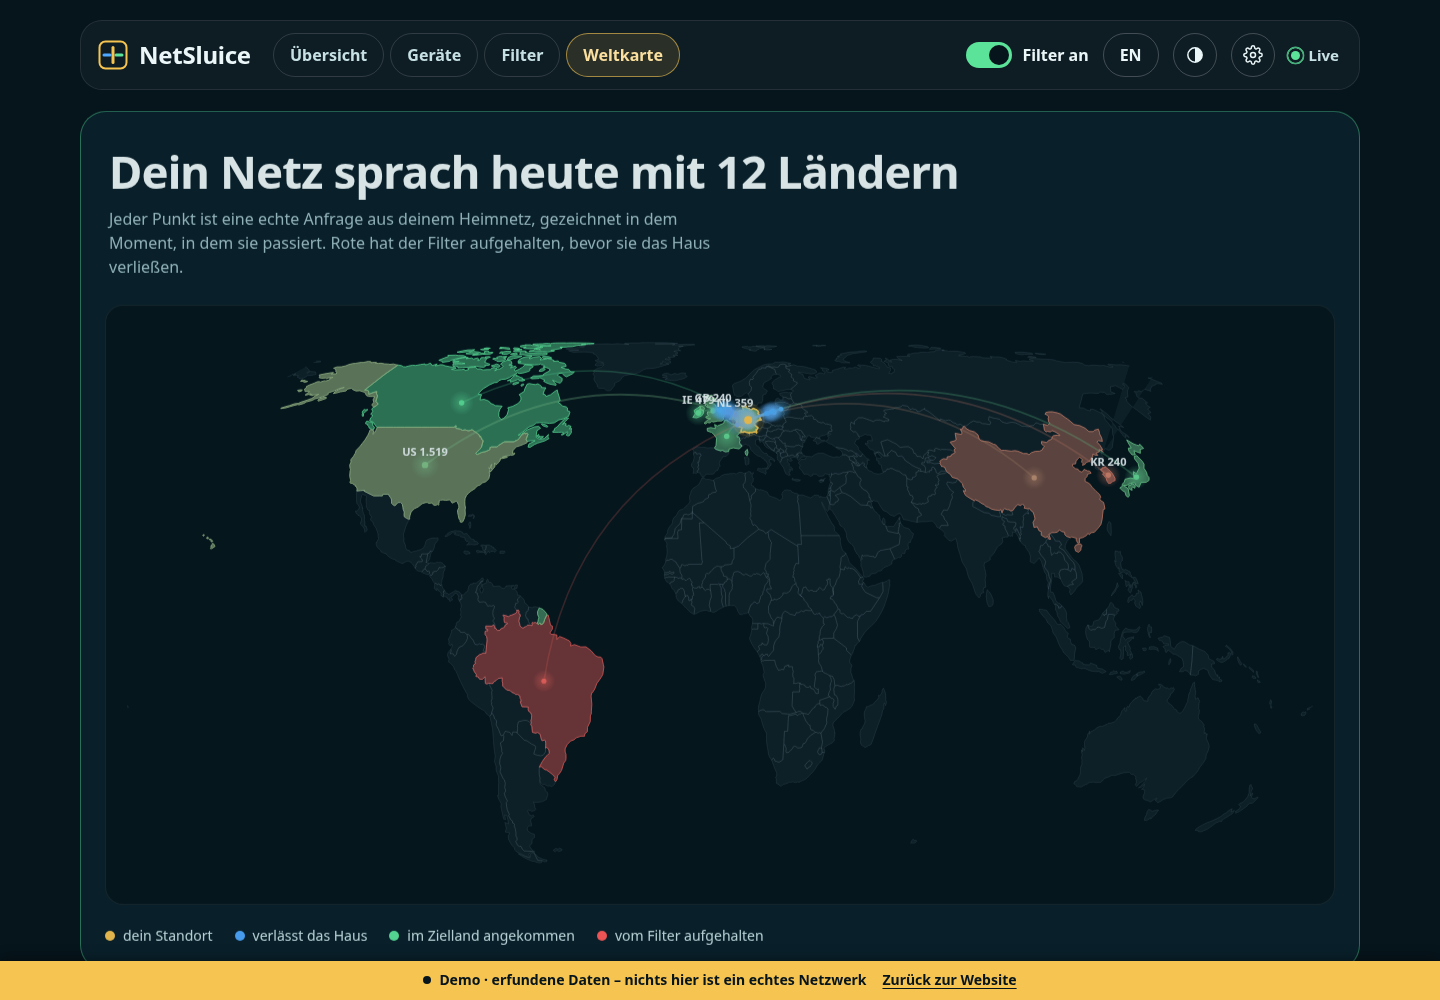 NetSluice
Übersicht
Geräte
Filter
Weltkarte
Filter an
EN
Live
Dein Netz sprach heute mit 12 Ländern
Jeder Punkt ist eine echte Anfrage aus deinem Heimnetz, gezeichnet in dem
Moment, in dem sie passiert. Rote hat der Filter aufgehalten, bevor sie das Haus
verließen.
IE
240
NL 359
US 1.519
KR 240
dein Standort
verlässt das Haus
im Zielland angekommen
vom Filter aufgehalten
Demo · erfundene Daten – nichts hier ist ein echtes Netzwerk
Zurück zur Website